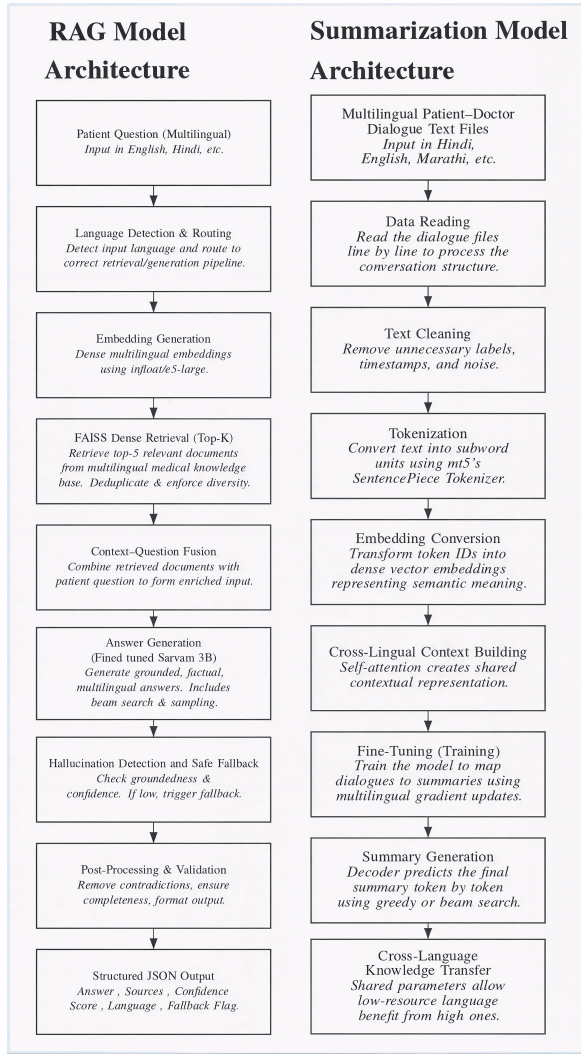 RAG Model
Architecture
Patient Question (Multilingual)
Input in English, Hindi, etc.
Language Detection & Routing
Detect input language and route to
correct retrieval/generation pipeline.
Embedding Generation
Dense multilingual embeddings
using infloat/e5-large.
FAISS Dense Retrieval (Top-K)
Retrieve top-5 relevant documents
from multilingual medical knowledge
base. Deduplicate & enforce diversity.
Context–Question Fusion
Combine retrieved documents with
patient question to form enriched input.
Answer Generation
(Fined tuned Sarvam 3B)
Generate grounded, factual,
multilingual answers. Includes
beam search & sampling.
Hallucination Detection and Safe Fallback
Check groundedness &
confidence. If low, trigger fallback.
Post-Processing & Validation
Remove contradictions, ensure
completeness, format output.
Structured JSON Output
Answer , Sources , Confidence
Score , Language , Fallback Flag.
Summarization Model
Architecture
Multilingual Patient–Doctor
Dialogue Text Files
Input in Hindi,
English, Marathi, etc.
Data Reading
Read the dialogue files
line by line to process the
conversation structure.
Text Cleaning
Remove unnecessary labels,
timestamps, and noise.
Tokenization
Convert text into subword
units using mt5's
SentencePiece Tokenizer.
Embedding Conversion
Transform token IDs into
dense vector embeddings
representing semantic meaning.
Cross-Lingual Context Building
Self-attention creates shared
contextual representation.
Fine-Tuning (Training)
Train the model to map
dialogues to summaries using
multilingual gradient updates.
Summary Generation
Decoder predicts the final
summary token by token
using greedy or beam search.
Cross-Language
Knowledge Transfer
Shared parameters allow
low-resource language
benefit from high ones.